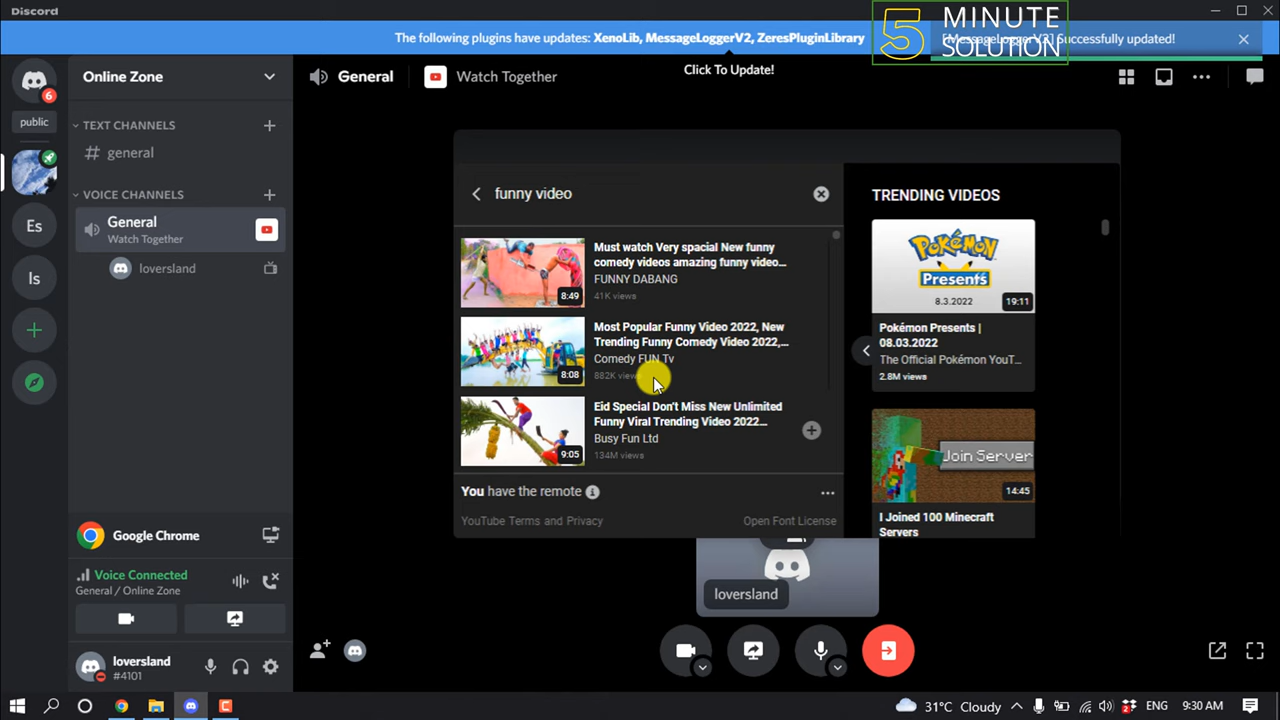 Discord
The following plugins have updates: XenoLib, MessageLoggerV2, ZeresPluginLibrary
Click To Update!
5 MINUTE
SOLUTION
Successfully updated!
6
public
Es
Is
Online Zone
TEXT CHANNELS
# general
VOICE CHANNELS
General
Watch Together
loversland
Google Chrome
Voice Connected
General / Online Zone
loversland
#4101
General
Watch Together
funny video
Must watch Very spacial New funny
comedy videos amazing funny video...
FUNNY DABANG
41K views
8:49
Most Popular Funny Video 2022, New
Trending Funny Comedy Video 2022,...
Comedy FUN Tv
882K views
8:08
Eid Special Don't Miss New Unlimited
Funny Viral Trending Video 2022...
Busy Fun Ltd
134M views
9:05
You have the remote
YouTube Terms and Privacy
Open Font License
TRENDING VIDEOS
POKÉMON
Presents
8.3.2022
19:11
Pokémon Presents |
08.03.2022
The Official Pokémon YouT...
2.8M views
Join Server
14:45
I Joined 100 Minecraft
Servers
loversland
31°C Cloudy
2
ENG
9:30 AM